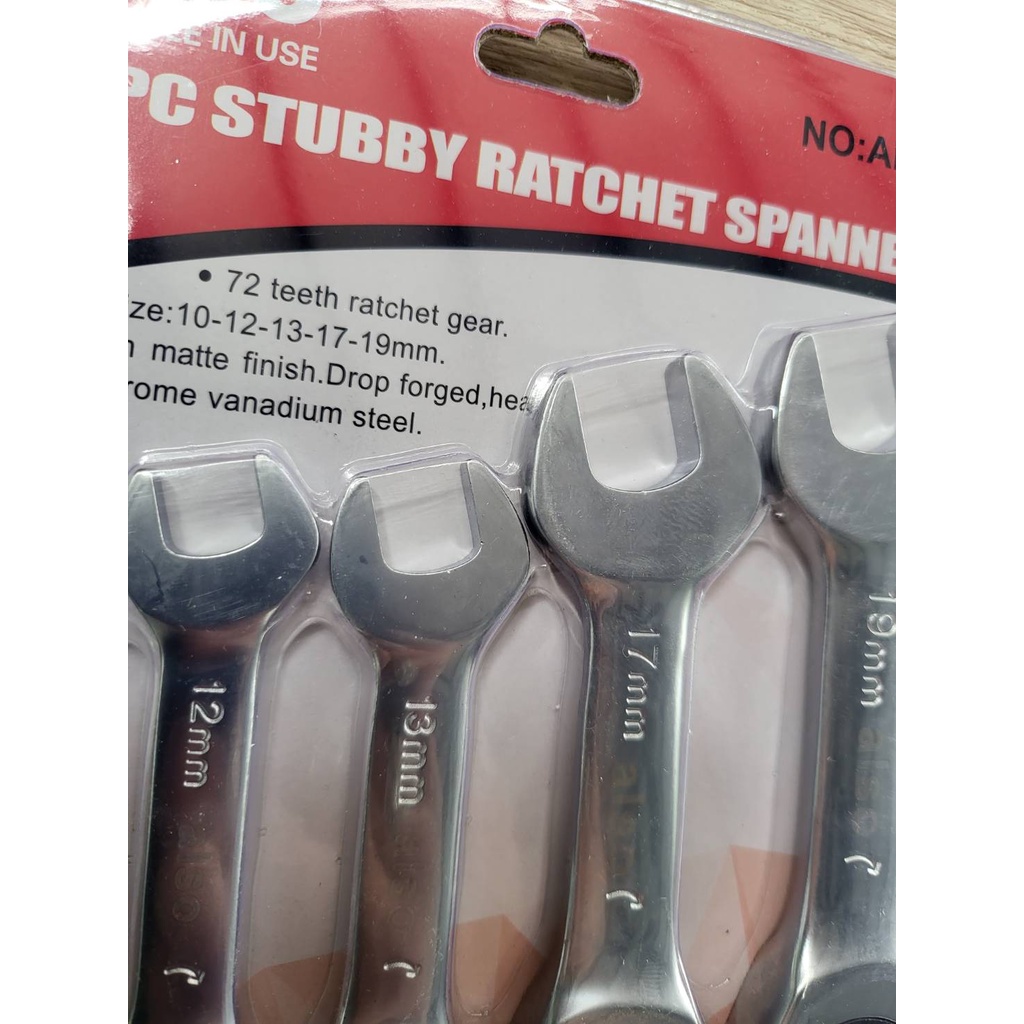 IN USE
PC STUBBY RATCHET SPANNE
NO:A
• 72 teeth ratchet gear.
ize:10-12-13-17-19mm.
matte finish.Drop forged,hea
rome vanadium steel.
12mm
13mm
17mm
19mm